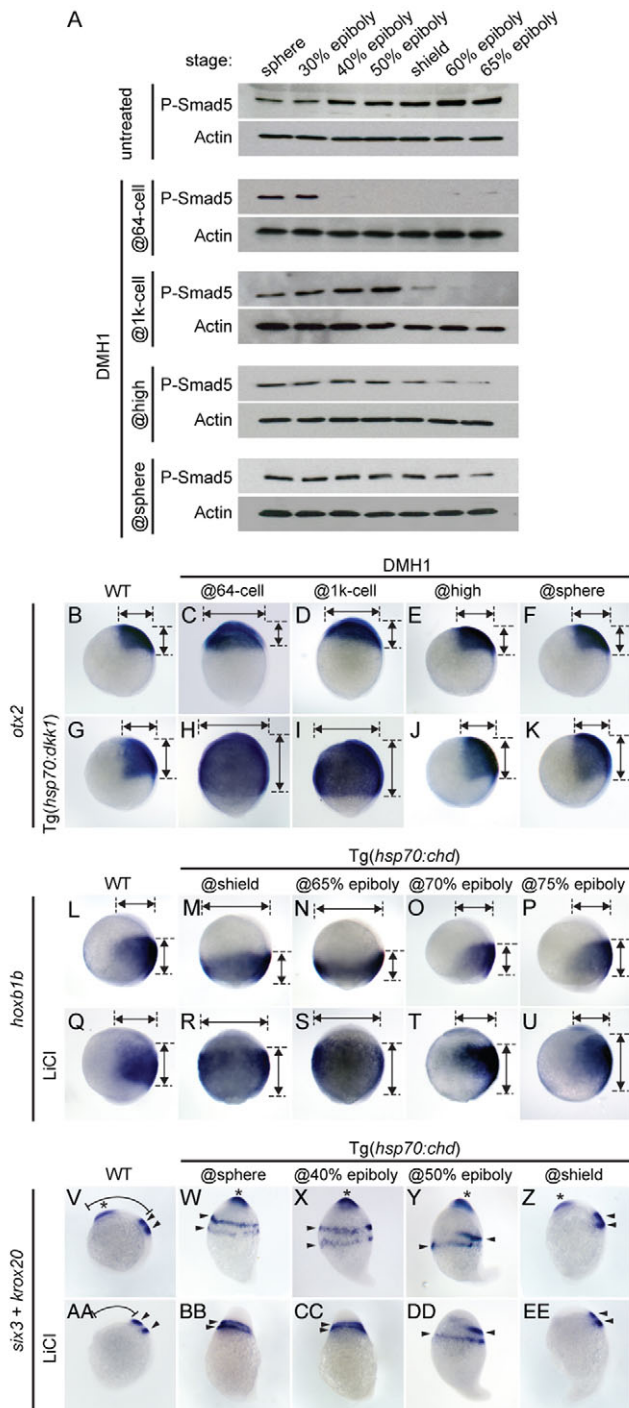 A
stage: sphere 30% epiboly 40% epiboly 50% epiboly shield 60% epiboly 65% epiboly
untreated
P-Smad5
Actin
DMH1
@64-cell
P-Smad5
Actin
@1k-cell
P-Smad5
Actin
@high
P-Smad5
Actin
@sphere
P-Smad5
Actin
DMH1
WT @64-cell @1k-cell @high @sphere
otx2
B C D E F
Tg(hsp70:dkk1)
G H I J K
Tg(hsp70:chd)
WT @shield @65% epiboly @70% epiboly @75% epiboly
hoxb1b
L M N O P
LiCl
Q R S T U
Tg(hsp70:chd)
WT @sphere @40% epiboly @50% epiboly @shield
six3 + krox20
V * W * X * Y * Z *
LiCl
AA BB CC DD EE